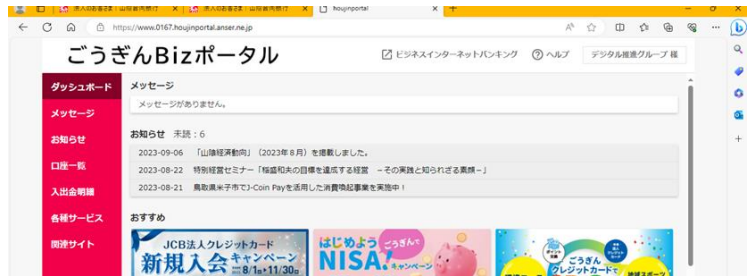 法人のお客さま | 山陰合同銀行
法人のお客さま | 山陰合同銀行
houjinportal
https://www.0167.houjinportal.anser.ne.jp
ごうぎんBizポータル
ビジネスインターネットバンキング
ヘルプ
デジタル推進グループ 様
ダッシュボード
メッセージ
お知らせ
口座一覧
入出金明細
各種サービス
関連サイト
メッセージ
メッセージがありません。
お知らせ 未読:6
2023-09-06 「山陰経済動向」(2023年8月)を掲載しました。
2023-08-22 特別経営セミナー「稲盛和夫の目標を達成する経営 -その実践と知られざる素顔-」
2023-08-21 鳥取県米子市でJ-Coin Payを活用した消費喚起事業を実施中!
おすすめ
JCB法人クレジットカード
新規入会キャンペーン
8/1▶11/30
はじめよう ごうぎんで
NISA!キャンペーン
ごうぎん
クレジットカードで
地域スポーツ